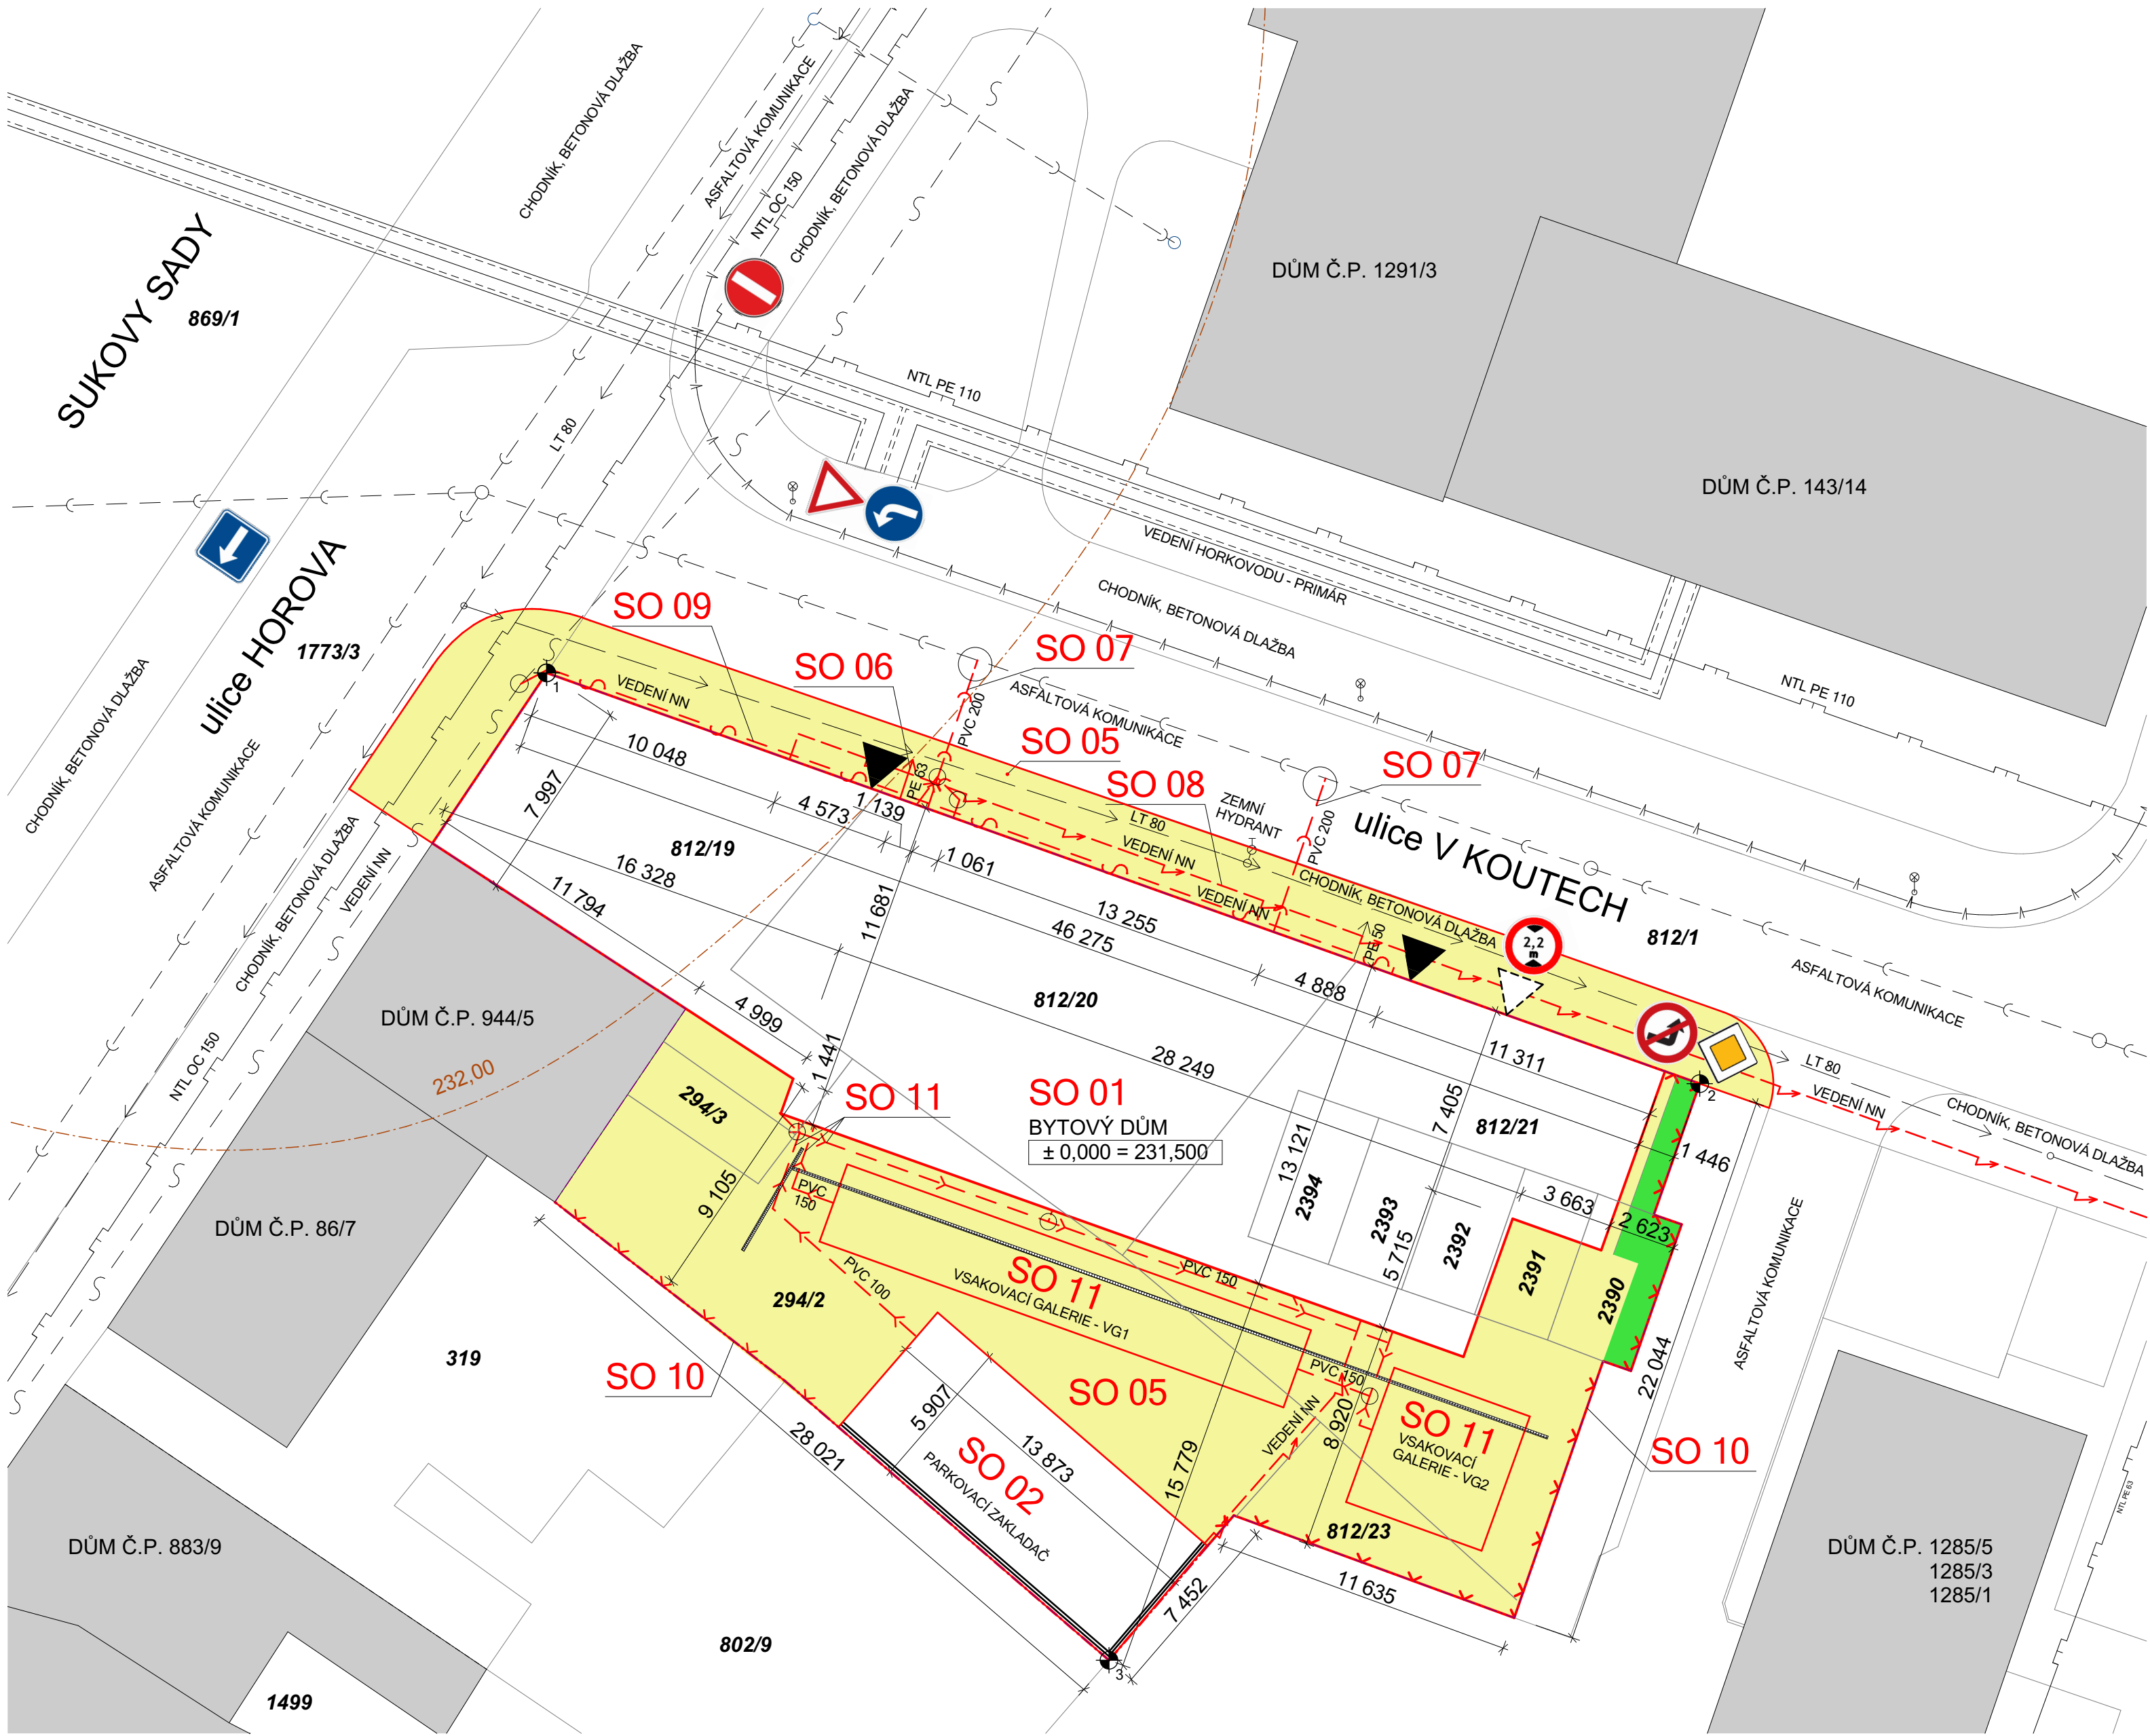 CHODNÍK, BETONOVÁ DLAŽBA
ASFALTOVÁ KOMUNIKACE
NTL OC 150
CHODNÍK, BETONOVÁ DLAŽBA
SUKOVY SADY
869/1
DŮM Č.P. 1291/3
DŮM Č.P. 143/14
NTL PE 110
LT 80
VEDENÍ HORKOVODU - PRIMÁR
CHODNÍK, BETONOVÁ DLAŽBA
NTL PE 110
ulice HOROVA
1773/3
CHODNÍK, BETONOVÁ DLAŽBA
ASFALTOVÁ KOMUNIKACE
SO 09
SO 06
SO 07
1
VEDENÍ NN
PVC 200
ASFALTOVÁ KOMUNIKACE
SO 05
SO 08
SO 07
10 048
7 997
4 573
1 139
PE 63
LT 80
ZEMNÍ
HYDRANT
PVC 200
ulice V KOUTECH
812/1
812/19
16 328
11 794
1 061
11 681
VEDENÍ NN
VEDENÍ NN
CHODNÍK, BETONOVÁ DLAŽBA
13 255
46 275
PE 50
2,2
m
ASFALTOVÁ KOMUNIKACE
CHODNÍK, BETONOVÁ DLAŽBA
VEDENÍ NN
NTL OC 150
DŮM Č.P. 944/5
4 999
812/20
4 888
11 311
28 249
1 441
232,00
294/3
SO 11
SO 01
BYTOVÝ DŮM
± 0,000 = 231,500
7 405
812/21
13 121
2
LT 80
VEDENÍ NN
CHODNÍK, BETONOVÁ DLAŽBA
1 446
3 663
2 623
2394
2393
2392
2391
2390
5 715
9 105
PVC
150
DŮM Č.P. 86/7
PVC 100
PVC 150
SO 11
VSAKOVACÍ GALERIE - VG1
294/2
319
SO 10
ASFALTOVÁ KOMUNIKACE
22 044
PVC 150
SO 05
5 907
13 873
SO 02
PARKOVACÍ ZAKLADAČ
28 021
VEDENÍ NN
8 920
SO 11
VSAKOVACÍ
GALERIE - VG2
SO 10
15 779
812/23
7 452
11 635
3
DŮM Č.P. 883/9
802/9
1499
DŮM Č.P. 1285/5
1285/3
1285/1
NTL PE 63